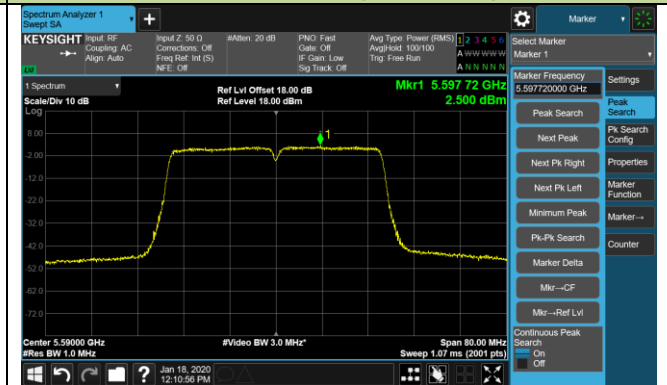 Spectrum Analyzer 1
Swept SA
Marker
KEYSIGHT
Input: RF
Coupling: AC
Align: Auto
Input Z: 50 Ω
Corrections: Off
Freq Ref: Int (S)
NFE: Off
#Atten: 20 dB
PNO: Fast
Gate: Off
IF Gain: Low
Sig Track: Off
Avg Type: Power (RMS)
Avg|Hold: 100/100
Trig: Free Run
1 2 3 4 5 6
A W W W W W
A N N N N N
Select Marker
Marker 1
1 Spectrum
Scale/Div 10 dB
Log
Ref Lvl Offset 18.00 dB
Ref Level 18.00 dBm
Mkr1 5.597 72 GHz
2.500 dBm
1
8.00
-2.00
-12.0
-22.0
-32.0
-42.0
-52.0
-62.0
-72.0
Center 5.59000 GHz
#Res BW 1.0 MHz
#Video BW 3.0 MHz*
Span 80.00 MHz
Sweep 1.07 ms (2001 pts)
Marker Frequency
5.597720000 GHz
Peak Search
Next Peak
Next Pk Right
Next Pk Left
Minimum Peak
Pk-Pk Search
Marker Delta
Mkr→CF
Mkr→Ref Lvl
Continuous Peak
Search
On
Off
Settings
Peak
Search
Pk Search
Config
Properties
Marker
Function
Marker→
Counter
Jan 18, 2020
12:10:56 PM